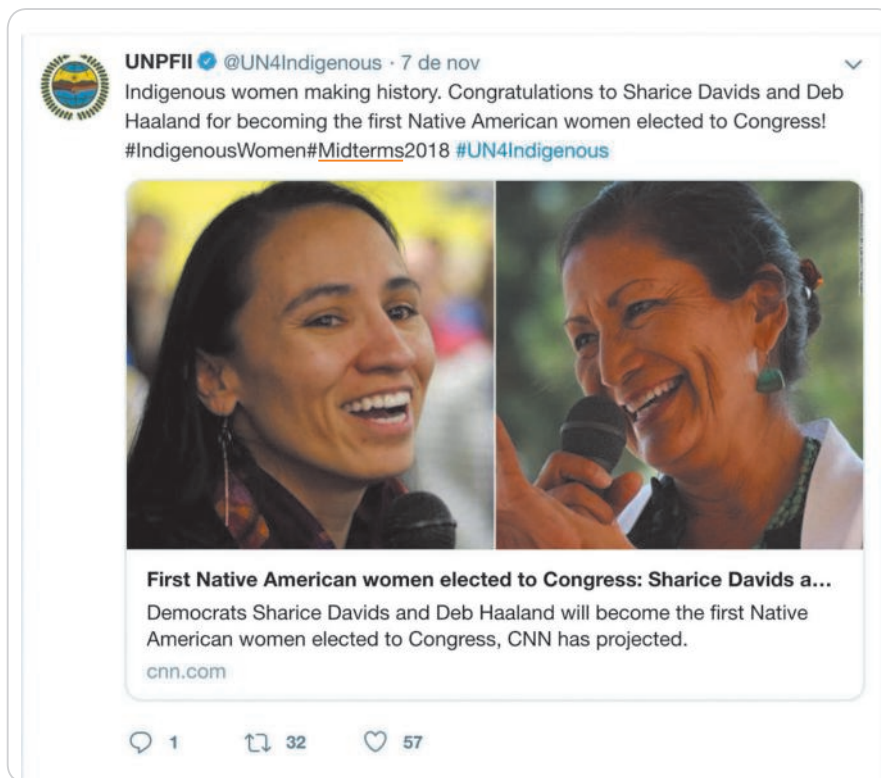 UNPFII @UN4Indigenous · 7 de nov
Indigenous women making history. Congratulations to Sharice Davids and Deb
Haaland for becoming the first Native American women elected to Congress!
#IndigenousWomen#Midterms2018 #UN4Indigenous
First Native American women elected to Congress: Sharice Davids a...
Democrats Sharice Davids and Deb Haaland will become the first Native
American women elected to Congress, CNN has projected.
cnn.com
1 32 57